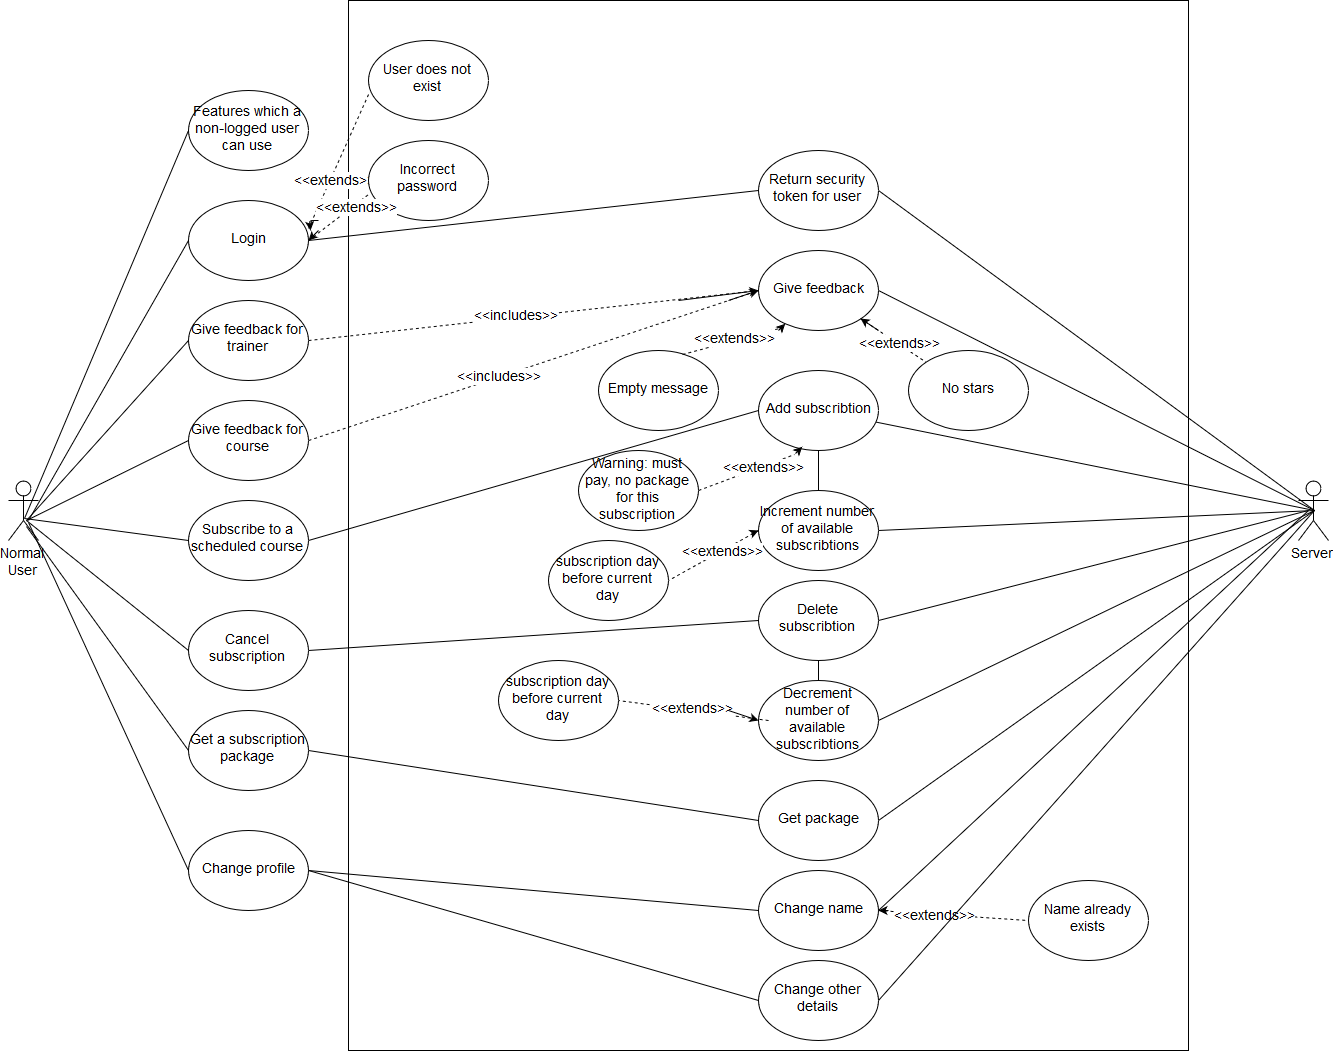 User does not
exist
Features which a
non-logged user
can use
<<extends>
Incorrect
password
<<extends>>
Login
Return security
token for user
Give feedback
<<includes>>
Give feedback for
trainer
<<extends>>
<<extends>>
<<includes>>
Empty message
No stars
Give feedback for
course
Add subscribtion
Warning: must
pay, no package
for this
subscription
<<extends>>
Subscribe to a
scheduled course
Increment number
of available
subscribtions
<<extends>>
subscription day
before current
day
Normal
User
Server
Cancel
subscription
Delete
subscribtion
subscription day
before current
day
<<extends>>
Decrement
number of
available
subscribtions
Get a subscription
package
Get package
Change profile
Change name
<<extends>>
Name already
exists
Change other
details